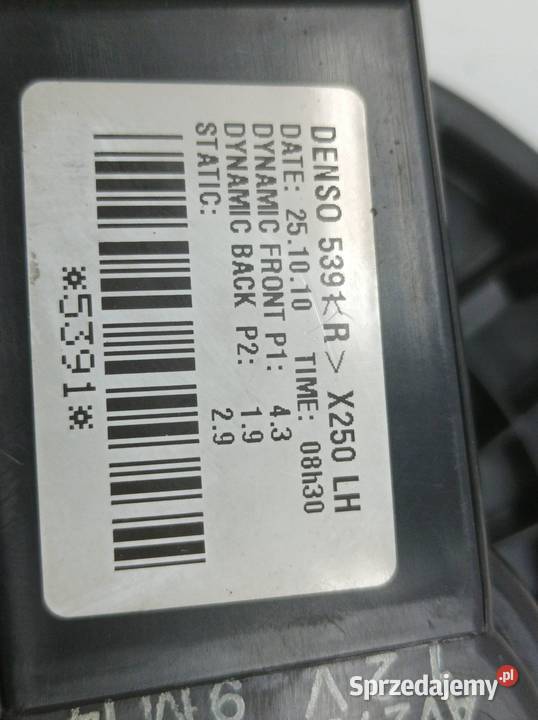 DENSO 5391<R> X250 LH
DATE: 25.10.10 TIME: 08h30
DYNAMIC FRONT P1: 4.3
DYNAMIC BACK P2: 1.9
STATIC: 2.9
*5391*
Sprzedajemy.pl